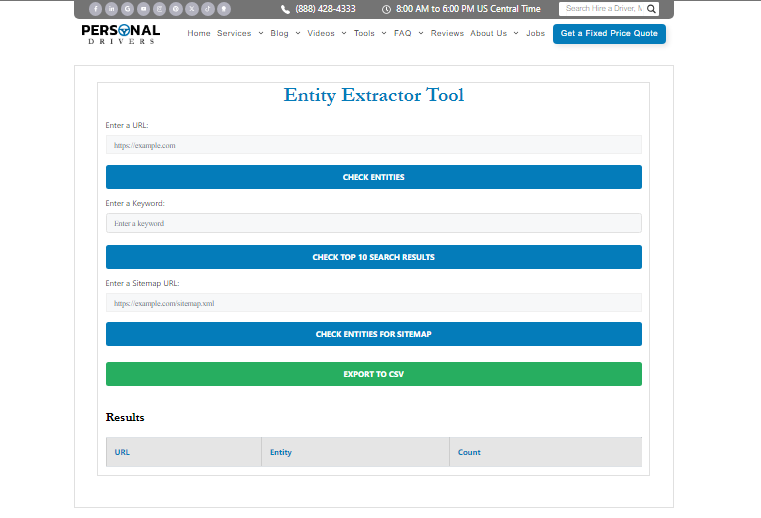 (888) 428-4333
8:00 AM to 6:00 PM US Central Time
Search Hire a Driver, M
PERSONAL
DRIVERS
Home Services Blog Videos Tools FAQ Reviews About Us Jobs
Get a Fixed Price Quote
Entity Extractor Tool
Enter a URL:
https://example.com
CHECK ENTITIES
Enter a Keyword:
Enter a keyword
CHECK TOP 10 SEARCH RESULTS
Enter a Sitemap URL:
https://example.com/sitemap.xml
CHECK ENTITIES FOR SITEMAP
EXPORT TO CSV
Results
URL Entity Count